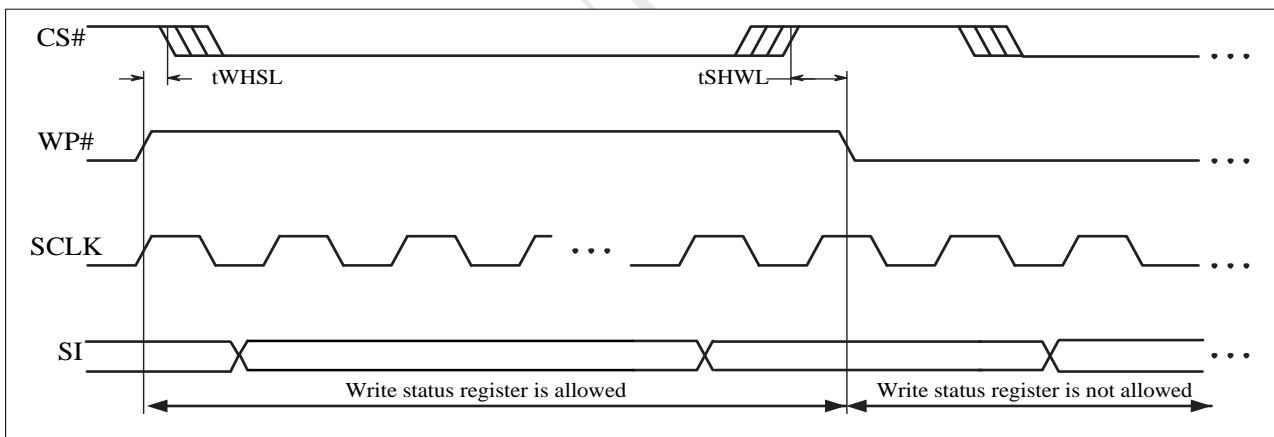 CS#
tWHSL
tSHWL
WP#
SCLK
SI
Write status register is allowed
Write status register is not allowed